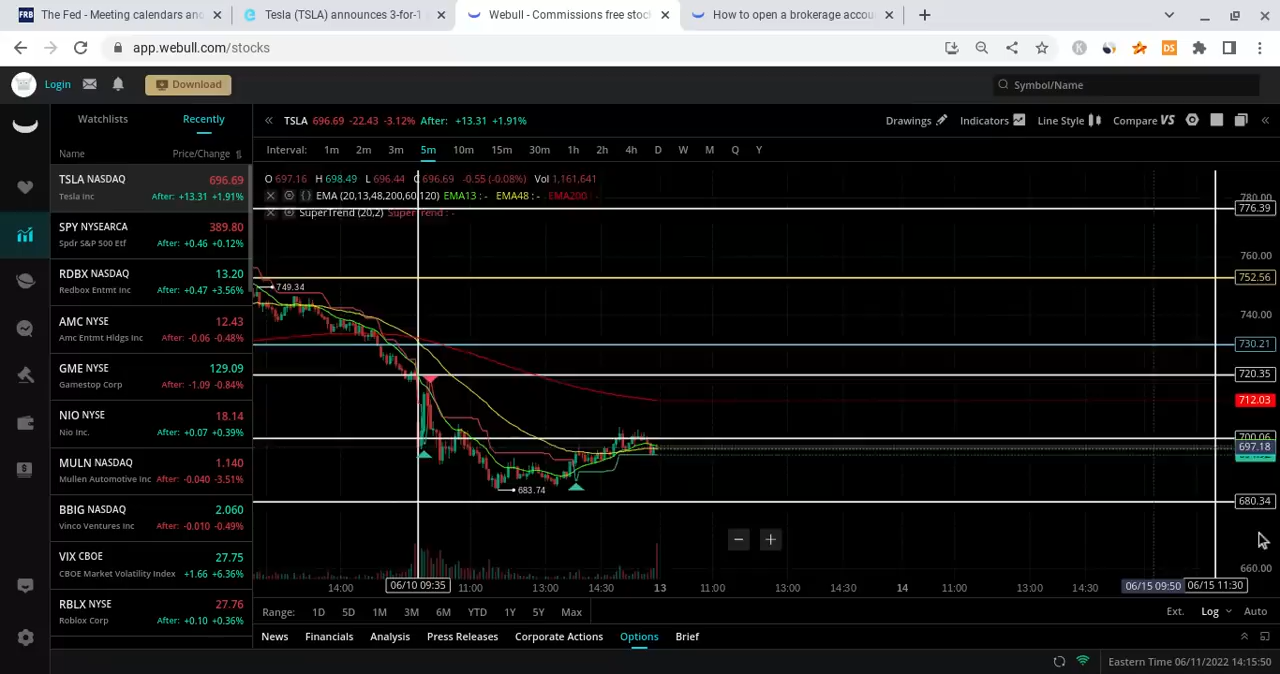 The Fed - Meeting calendars and
Tesla (TSLA) announces 3-for-1
Webull - Commissions free stoc
How to open a brokerage accou
app.webull.com/stocks
Login
Download
Symbol/Name
Watchlists
Recently
TSLA 696.69 -22.43 -3.12% After: +13.31 +1.91%
Drawings
Indicators
Line Style
Compare VS
Name
Price/Change
Interval: 1m 2m 3m 5m 10m 15m 30m 1h 2h 4h D W M Q Y
TSLA NASDAQ 696.69
Tesla Inc After: +13.31 +1.91%
SPY NYSEARCA 389.80
Spdr S&P 500 Etf After: +0.46 +0.12%
RDBX NASDAQ 13.20
Redbox Entmt Inc After: +0.47 +3.56%
AMC NYSE 12.43
Amc Entmt Hldgs Inc After: -0.06 -0.48%
GME NYSE 129.09
Gamestop Corp After: -1.09 -0.84%
NIO NYSE 18.14
Nio Inc. After: +0.07 +0.39%
MULN NASDAQ 1.140
Mullen Automotive Inc After: -0.040 -3.51%
BBIG NASDAQ 2.060
Vinco Ventures Inc After: -0.010 -0.49%
VIX CBOE 27.75
CBOE Market Volatility Index +1.66 +6.36%
RBLX NYSE 27.76
Roblox Corp After: +0.10 +0.36%
O 697.16 H 698.49 L 696.44 C 696.69 -0.55 (-0.08%) Vol 1,161,641
EMA (20,13,48,200,60,120) EMA13 : - EMA48 : - EMA200 : -
SuperTrend (20,2) SuperTrend : -
780.00
776.39
760.00
752.56
749.34
740.00
730.21
720.35
712.03
700.06
697.18
683.74
680.34
660.00
14:00
06/10 09:35
11:00
13:00
14:30
13
11:00
13:00
14:30
14
11:00
13:00
14:30
06/15 09:50
06/15 11:30
Range: 1D 5D 1M 3M 6M YTD 1Y 5Y Max
Ext. Log Auto
News Financials Analysis Press Releases Corporate Actions Options Brief
Eastern Time 06/11/2022 14:15:50
FRB
K
DS